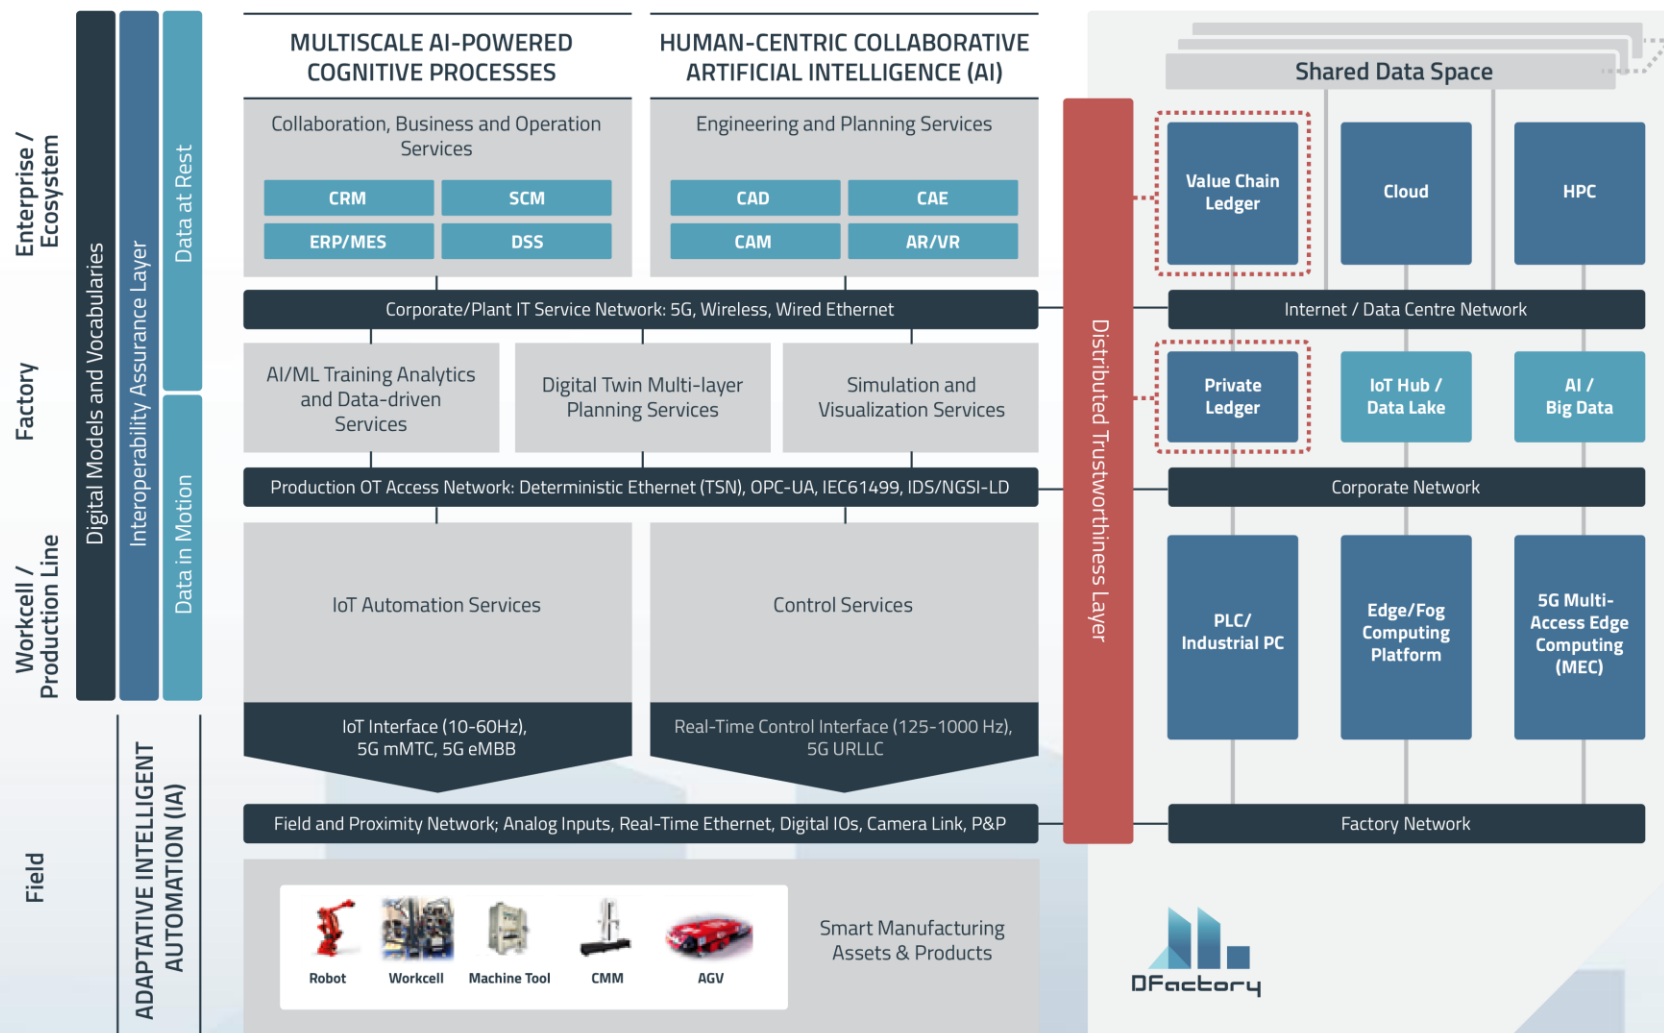 MULTISCALE AI-POWERED
COGNITIVE PROCESSES
HUMAN-CENTRIC COLLABORATIVE
ARTIFICIAL INTELLIGENCE (AI)
Shared Data Space
Enterprise /
Ecosystem
Factory
Workcell /
Production Line
Field
Digital Models and Vocabularies
Interoperability Assurance Layer
Data at Rest
Data in Motion
ADAPTATIVE INTELLIGENT
AUTOMATION (IA)
Collaboration, Business and Operation
Services
CRM
SCM
ERP/MES
DSS
Engineering and Planning Services
CAD
CAE
CAM
AR/VR
Corporate/Plant IT Service Network: 5G, Wireless, Wired Ethernet
AI/ML Training Analytics
and Data-driven
Services
Digital Twin Multi-layer
Planning Services
Simulation and
Visualization Services
Production OT Access Network: Deterministic Ethernet (TSN), OPC-UA, IEC61499, IDS/NGSI-LD
IoT Automation Services
Control Services
IoT Interface (10-60Hz),
5G mMTC, 5G eMBB
Real-Time Control Interface (125-1000 Hz),
5G URLLC
Field and Proximity Network; Analog Inputs, Real-Time Ethernet, Digital IOs, Camera Link, P&P
Robot
Workcell
Machine Tool
CMM
AGV
Smart Manufacturing
Assets & Products
Distributed Trustworthiness Layer
Value Chain
Ledger
Cloud
HPC
Internet / Data Centre Network
Private
Ledger
IoT Hub /
Data Lake
AI /
Big Data
Corporate Network
PLC/
Industrial PC
Edge/Fog
Computing
Platform
5G Multi-
Access Edge
Computing
(MEC)
Factory Network
DFactory